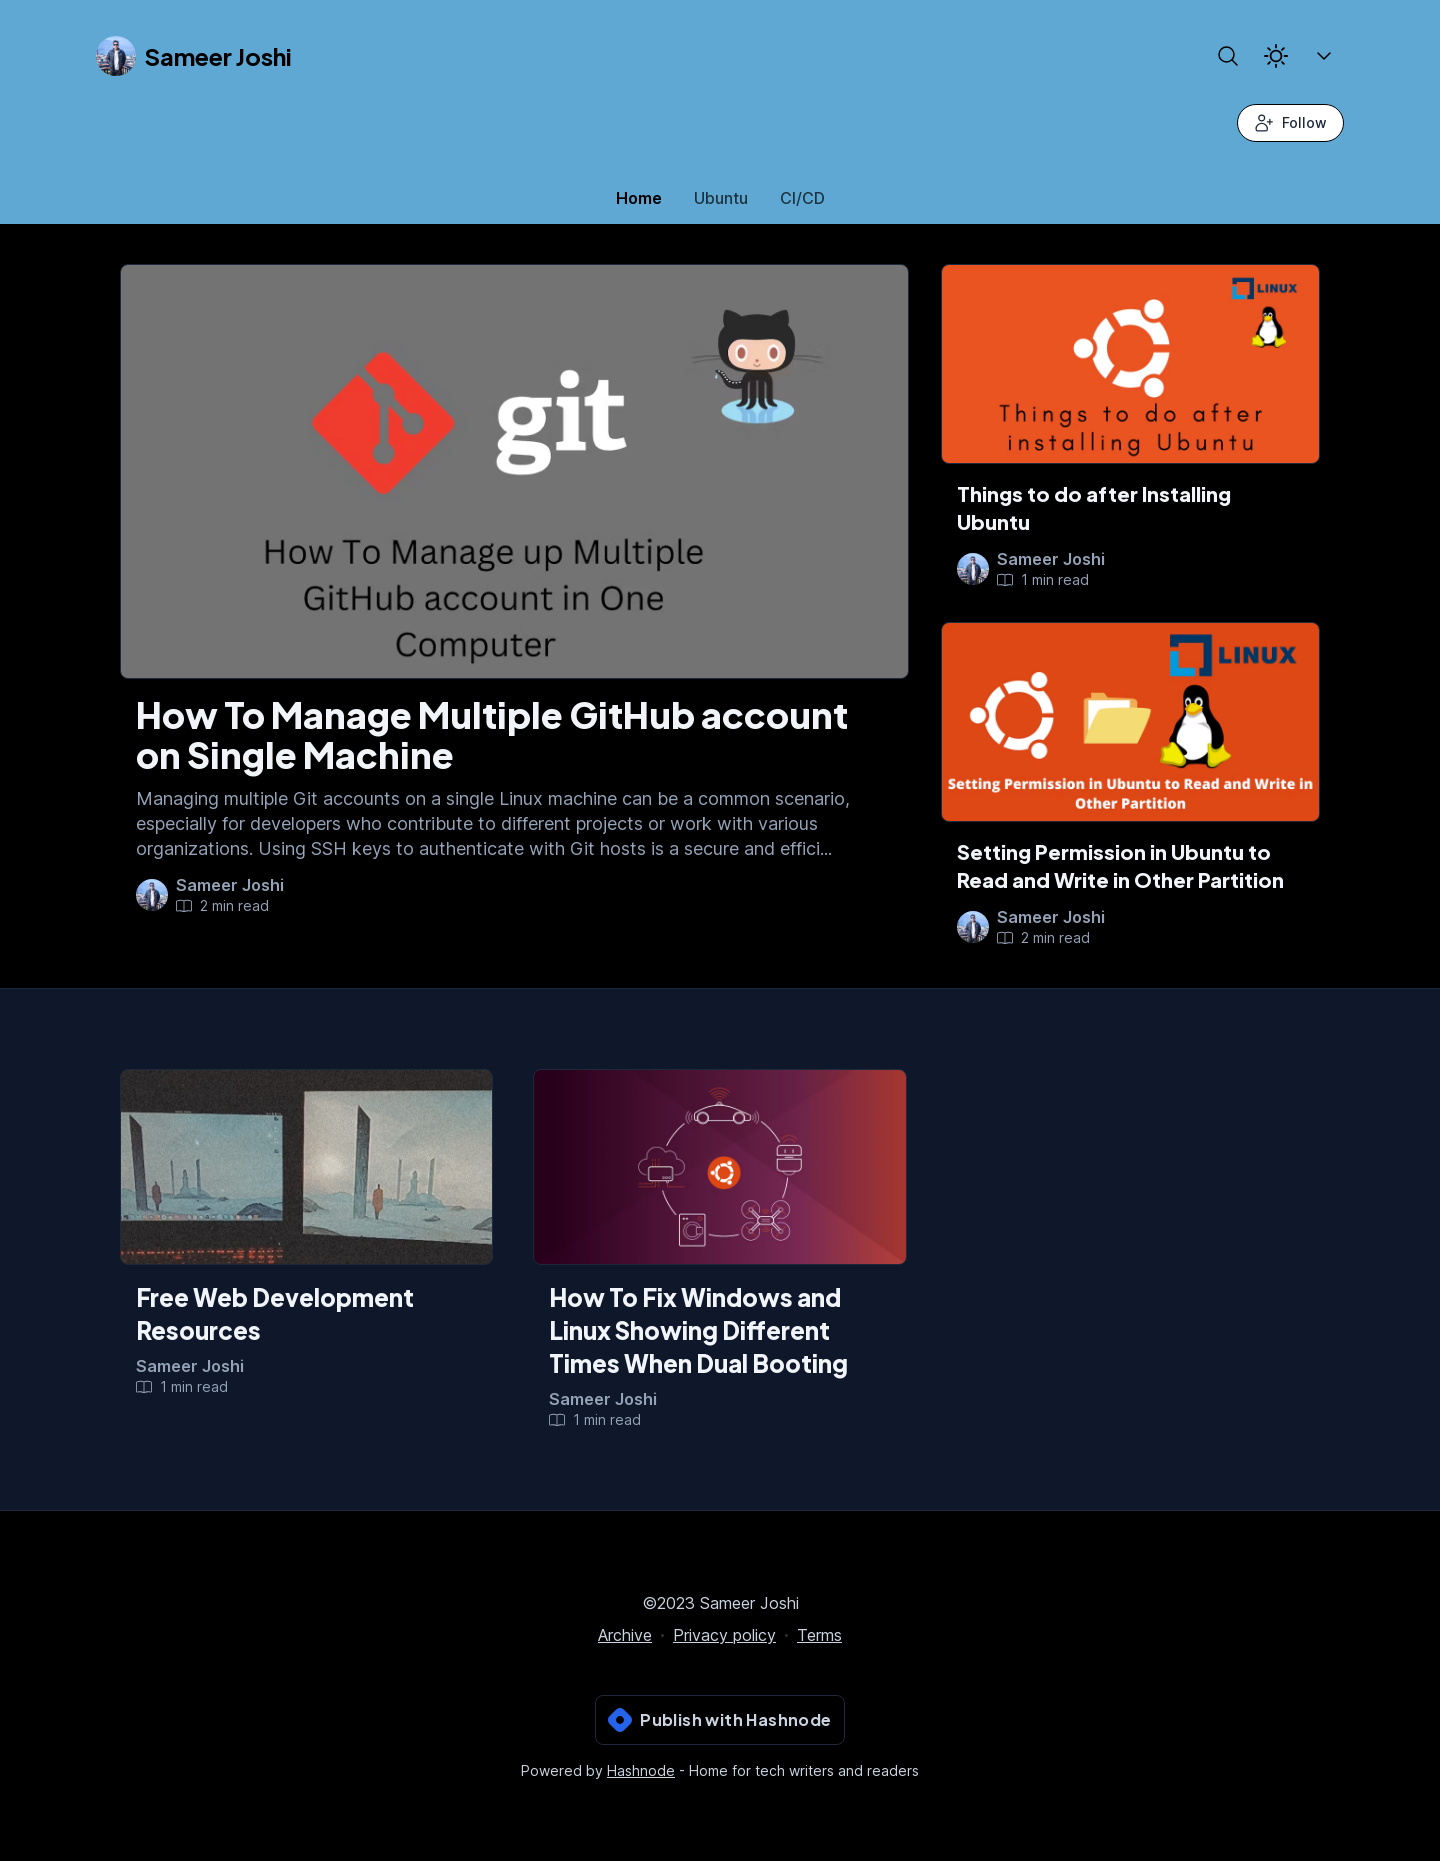 Sameer Joshi
Follow
Home
Ubuntu
CI/CD
git
How To Manage up Multiple
GitHub account in One
Computer
How To Manage Multiple GitHub account
on Single Machine
Managing multiple Git accounts on a single Linux machine can be a common scenario,
especially for developers who contribute to different projects or work with various
organizations. Using SSH keys to authenticate with Git hosts is a secure and effici...
Sameer Joshi
2 min read
LINUX
Things to do after
installing Ubuntu
Things to do after Installing
Ubuntu
Sameer Joshi
1 min read
LINUX
Setting Permission in Ubuntu to Read and Write in
Other Partition
Setting Permission in Ubuntu to
Read and Write in Other Partition
Sameer Joshi
2 min read
Free Web Development
Resources
Sameer Joshi
1 min read
How To Fix Windows and
Linux Showing Different
Times When Dual Booting
Sameer Joshi
1 min read
©2023 Sameer Joshi
Archive · Privacy policy · Terms
Publish with Hashnode
Powered by Hashnode - Home for tech writers and readers